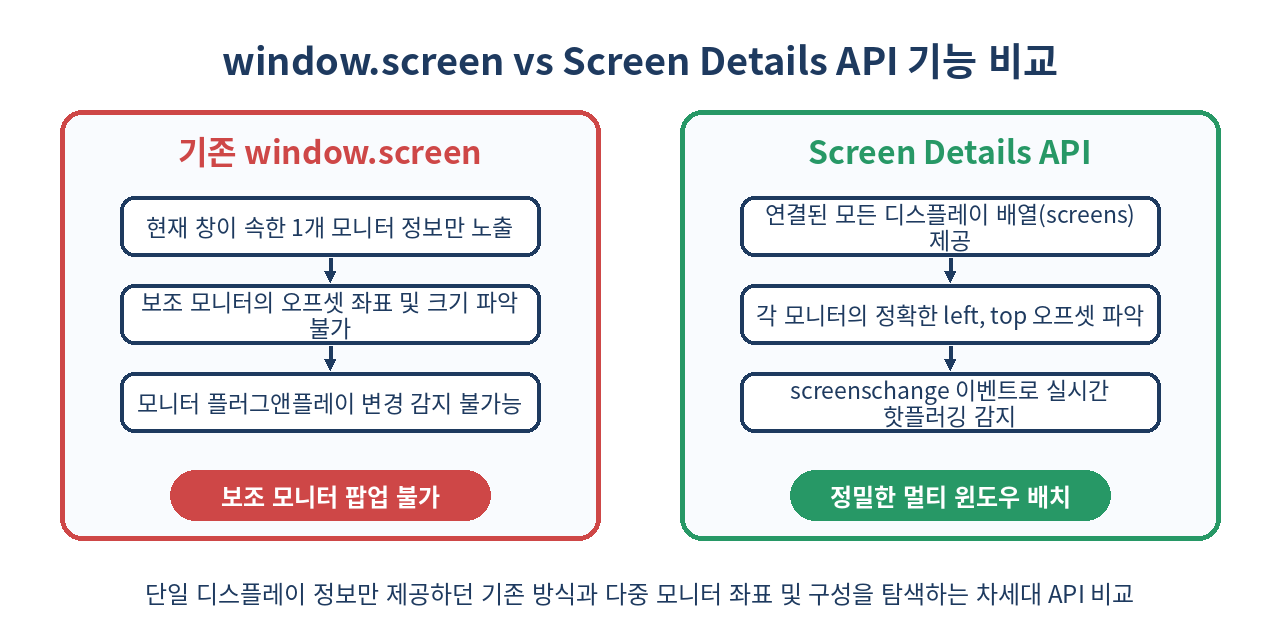 window.screen vs Screen Details API 기능 비교
기존 window.screen
현재 창이 속한 1개 모니터 정보만 노출
보조 모니터의 오프셋 좌표 및 크기 파악
불가
모니터 플러그앤플레이 변경 감지 불가능
보조 모니터 팝업 불가
Screen Details API
연결된 모든 디스플레이 배열(screens)
제공
각 모니터의 정확한 left, top 오프셋 파악
screenschange 이벤트로 실시간
핫플러깅 감지
정밀한 멀티 윈도우 배치
단일 디스플레이 정보만 제공하던 기존 방식과 다중 모니터 좌표 및 구성을 탐색하는 차세대 API 비교